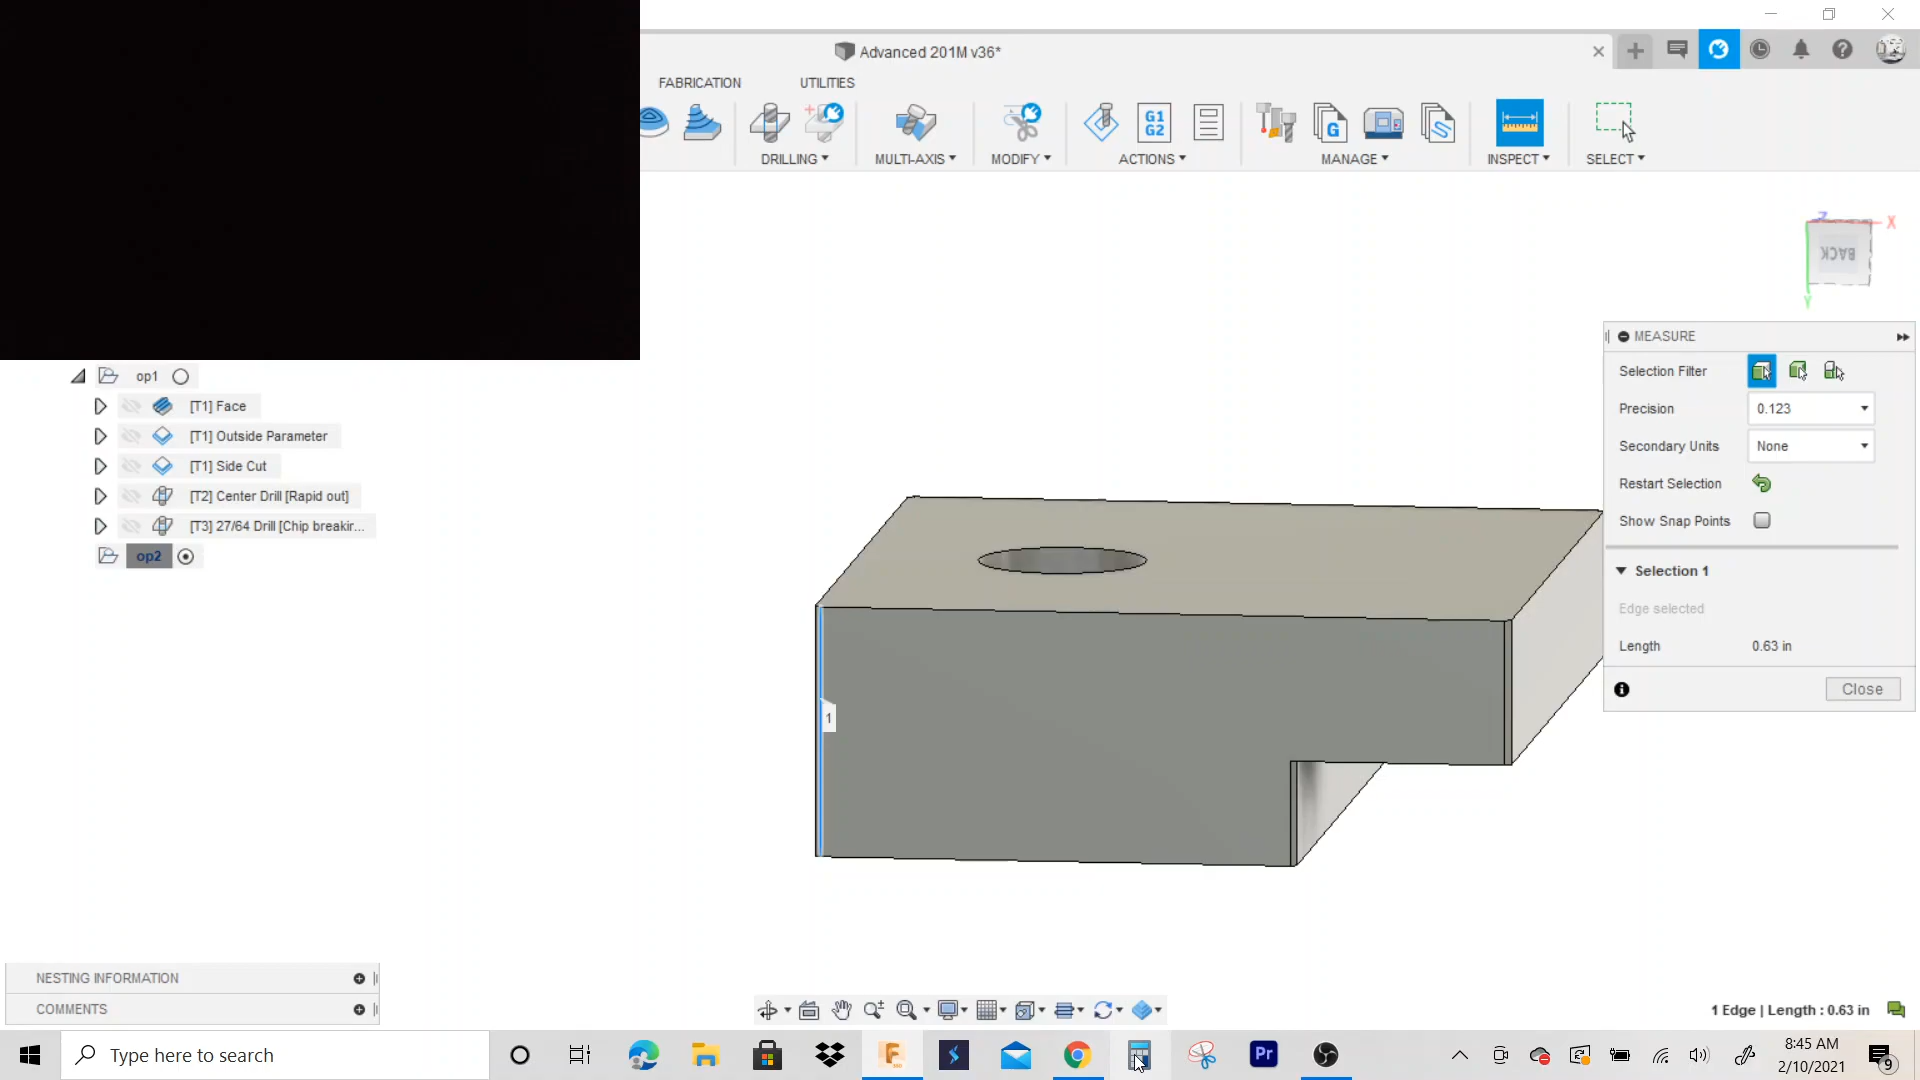 Advanced 201M v36*
FABRICATION
UTILITIES
G1
G2
G
DRILLING
MULTI-AXIS
MODIFY
ACTIONS
MANAGE
INSPECT
SELECT
Z
X
BACK
Y
MEASURE
Selection Filter
Precision
0.123
Secondary Units
None
Restart Selection
Show Snap Points
Selection 1
Edge selected
Length
0.63 in
Close
op1
[T1] Face
[T1] Outside Parameter
[T1] Side Cut
[T2] Center Drill [Rapid out]
[T3] 27/64 Drill [Chip breakir...
op2
1
NESTING INFORMATION
COMMENTS
1 Edge | Length : 0.63 in
Type here to search
F
Pr
8:45 AM
2/10/2021
9